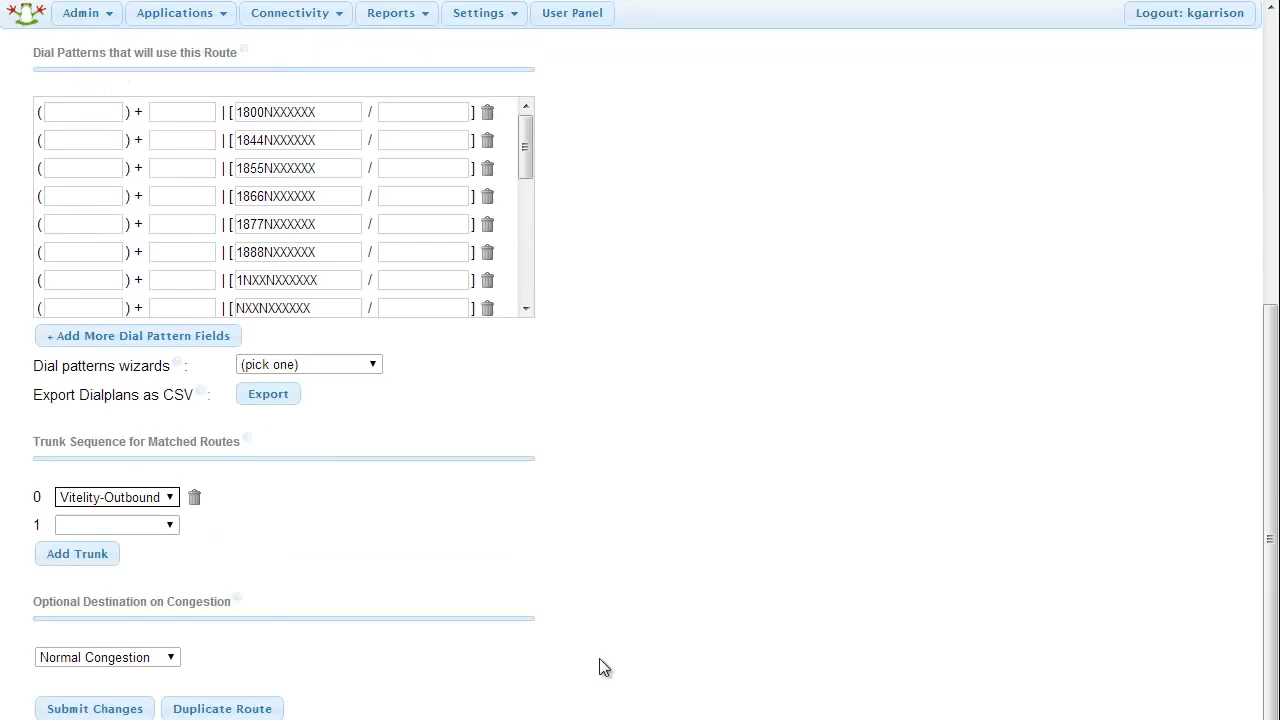 Admin Applications Connectivity Reports Settings User Panel Logout: kgarrison
Dial Patterns that will use this Route
( ) + | [ 1800NXXXXXX / ]
( ) + | [ 1844NXXXXXX / ]
( ) + | [ 1855NXXXXXX / ]
( ) + | [ 1866NXXXXXX / ]
( ) + | [ 1877NXXXXXX / ]
( ) + | [ 1888NXXXXXX / ]
( ) + | [ 1NXXNXXXXXX / ]
( ) + | [ NXXNXXXXXX / ]
+ Add More Dial Pattern Fields
Dial patterns wizards : (pick one)
Export Dialplans as CSV : Export
Trunk Sequence for Matched Routes
0 Vitelity-Outbound
1
Add Trunk
Optional Destination on Congestion
Normal Congestion
Submit Changes Duplicate Route